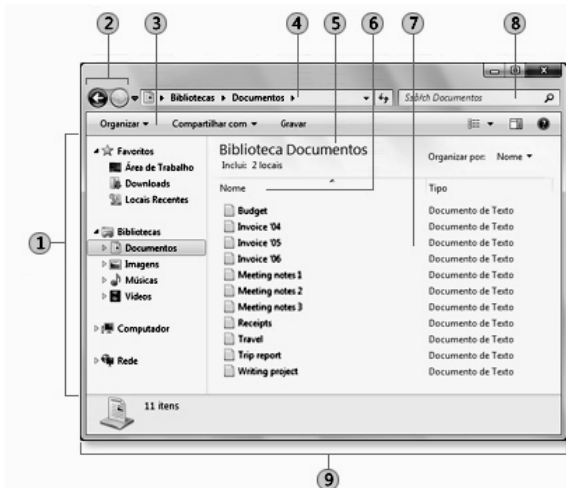 2 3 4 5 6 7 8
Bibliotecas Documentos Documentos
Organizar Compartilhar com Gravar
Biblioteca Documentos
Inclui: 2 locais
Organizar por: Nome
Nome Tipo
1
Favoritos
Área de Trabalho
Downloads
Locais Recentes
Bibliotecas
Documentos
Imagens
Músicas
Vídeos
Computador
Rede
Budget Documento de Texto
Invoice '04 Documento de Texto
Invoice '05 Documento de Texto
Invoice '06 Documento de Texto
Meeting notes 1 Documento de Texto
Meeting notes 2 Documento de Texto
Meeting notes 3 Documento de Texto
Receipts Documento de Texto
Travel Documento de Texto
Trip report Documento de Texto
Writing project Documento de Texto
11 itens
9